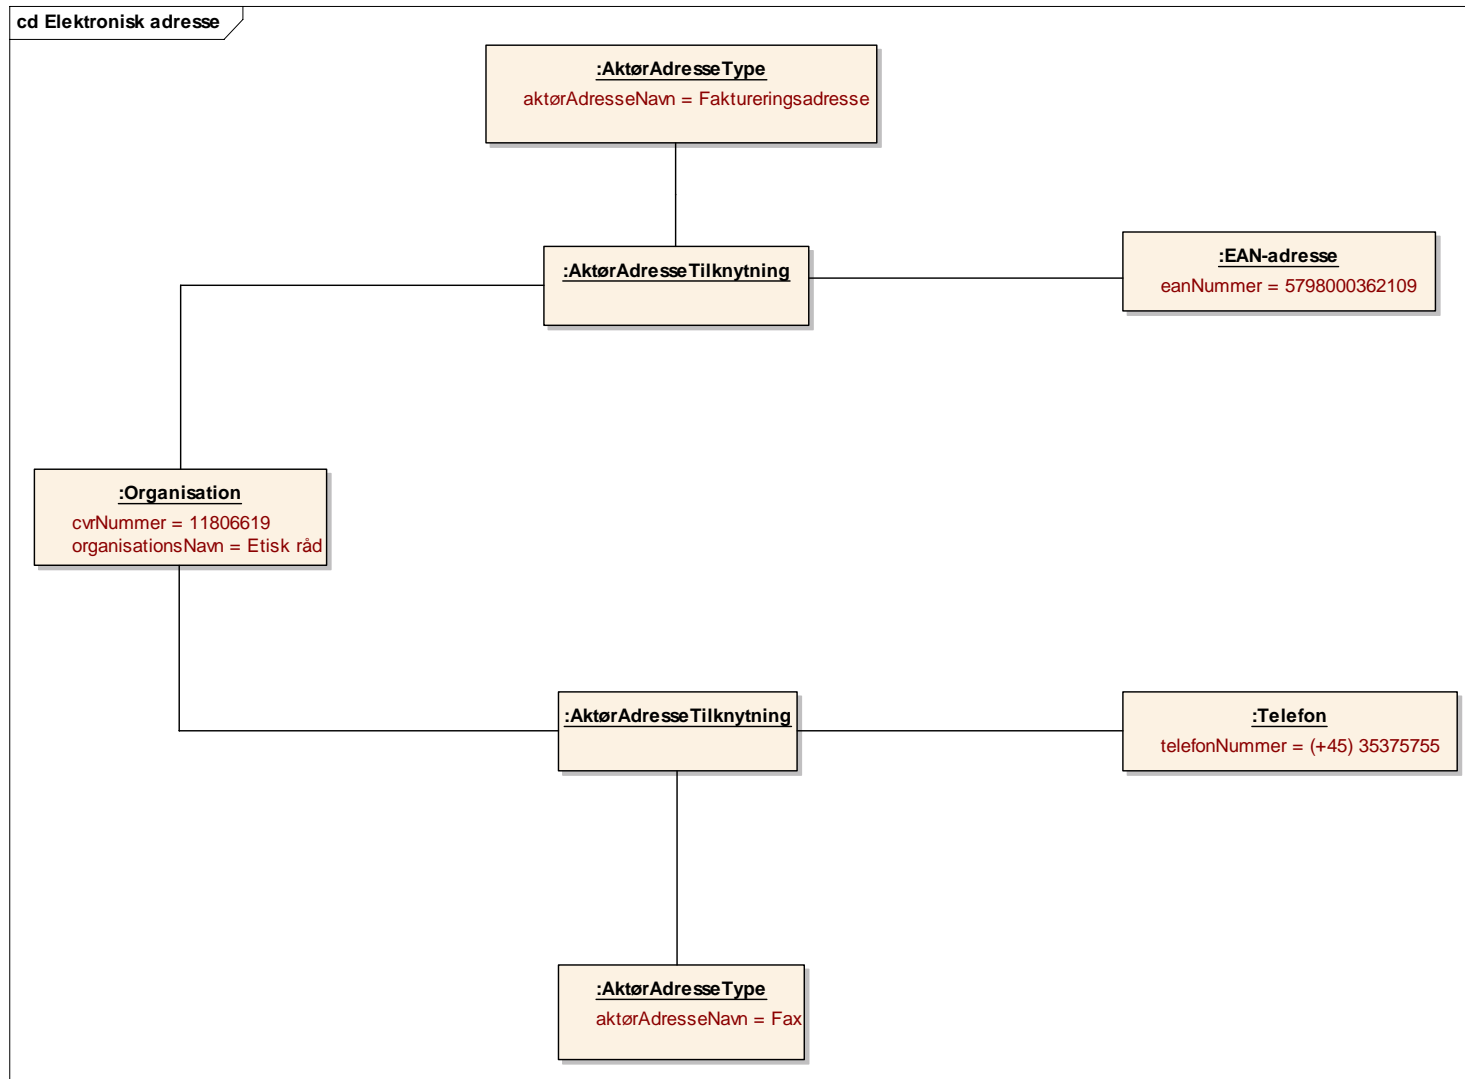 cd Elektronisk adresse
:AktørAdresseType
aktørAdresseNavn = Faktureringsadresse
:AktørAdresseTilknytning
:EAN-adresse
eanNummer = 5798000362109
:Organisation
cvrNummer = 11806619
organisationsNavn = Etisk råd
:AktørAdresseTilknytning
:Telefon
telefonNummer = (+45) 35375755
:AktørAdresseType
aktørAdresseNavn = Fax